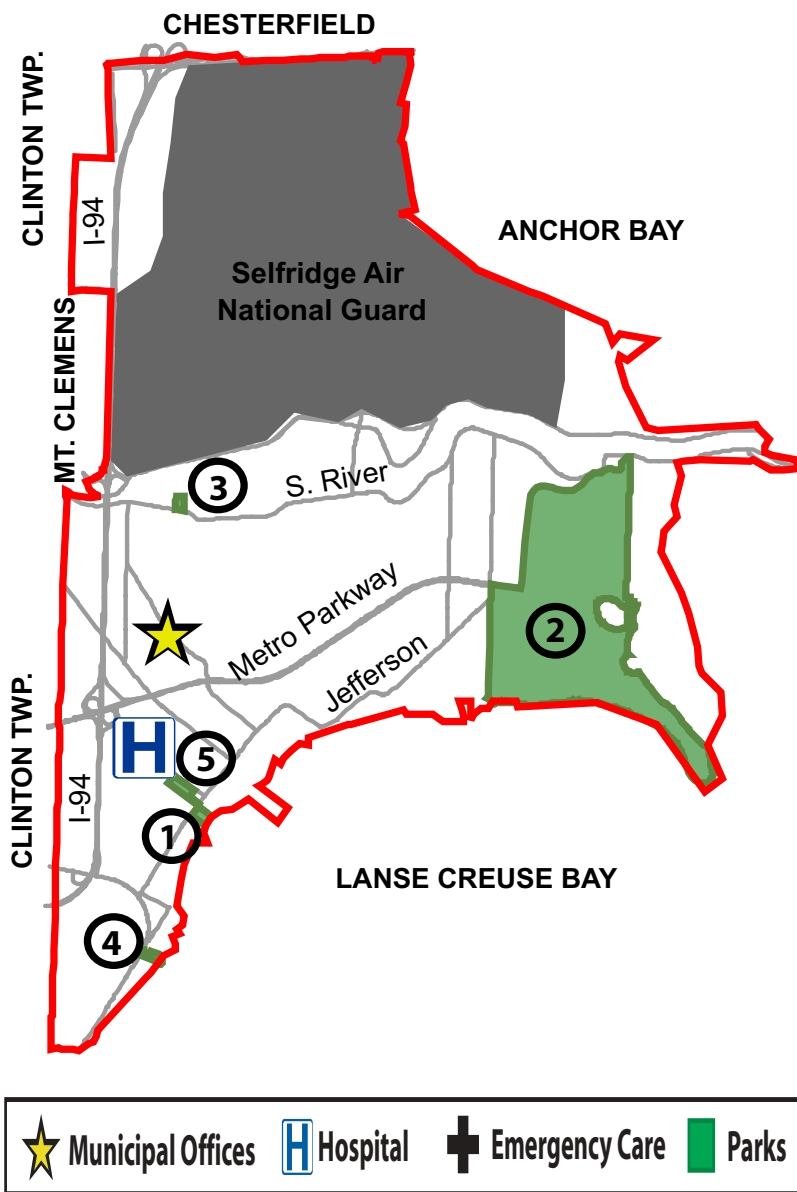 CHESTERFIELD
CLINTON TWP.
I-94
ANCHOR BAY
Selfridge Air
National Guard
MT. CLEMENS
3
S. River
Metro Parkway
2
Jefferson
H
5
CLINTON TWP.
I-94
1
LANSE CREUSE BAY
4
Municipal Offices
H Hospital
Emergency Care
Parks